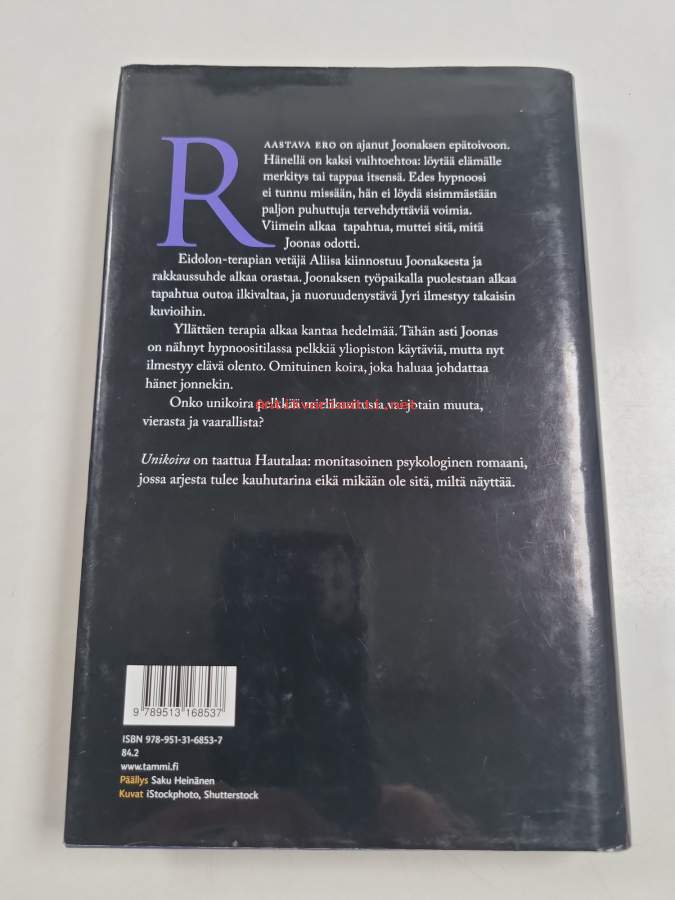 RAASTAVA ERO on ajanut Joonaksen epätoivoon.
Hänellä on kaksi vaihtoehtoa: löytää elämälle
merkitys tai tappaa itsensä. Edes hypnoosi
ei tunnu missään, hän ei löydä sisimmästään
paljon puhuttuja tervehdyttäviä voimia.
Viimein alkaa tapahtua, muttei sitä, mitä
Joonas odotti.
Eidolon-terapian vetäjä Aliisa kiinnostuu Joonaksesta ja
rakkaussuhde alkaa orastaa. Joonaksen työpaikalla puolestaan alkaa
tapahtua outoa ilkivaltaa, ja nuoruudenystävä Jyri ilmestyy takaisin
kuvioihin.
Yllättäen terapia alkaa kantaa hedelmää. Tähän asti Joonas
on nähnyt hypnoositilassa pelkkiä yliopiston käytäviä, mutta nyt
ilmestyy elävä olento. Omituinen koira, joka haluaa johdattaa
hänet jonnekin.
Onko unikoira pelkkää mielikuvitusta vai jotain muuta,
vierasta ja vaarallista?
Unikoira on taattua Hautalaa: monitasoinen psykologinen romaani,
jossa arjesta tulee kauhutarina eikä mikään ole sitä, miltä näyttää.
9 789513 168537
ISBN 978-951-31-6853-7
84.2
www.tammi.fi
Päällys Saku Heinänen
Kuvat iStockphoto, Shutterstock